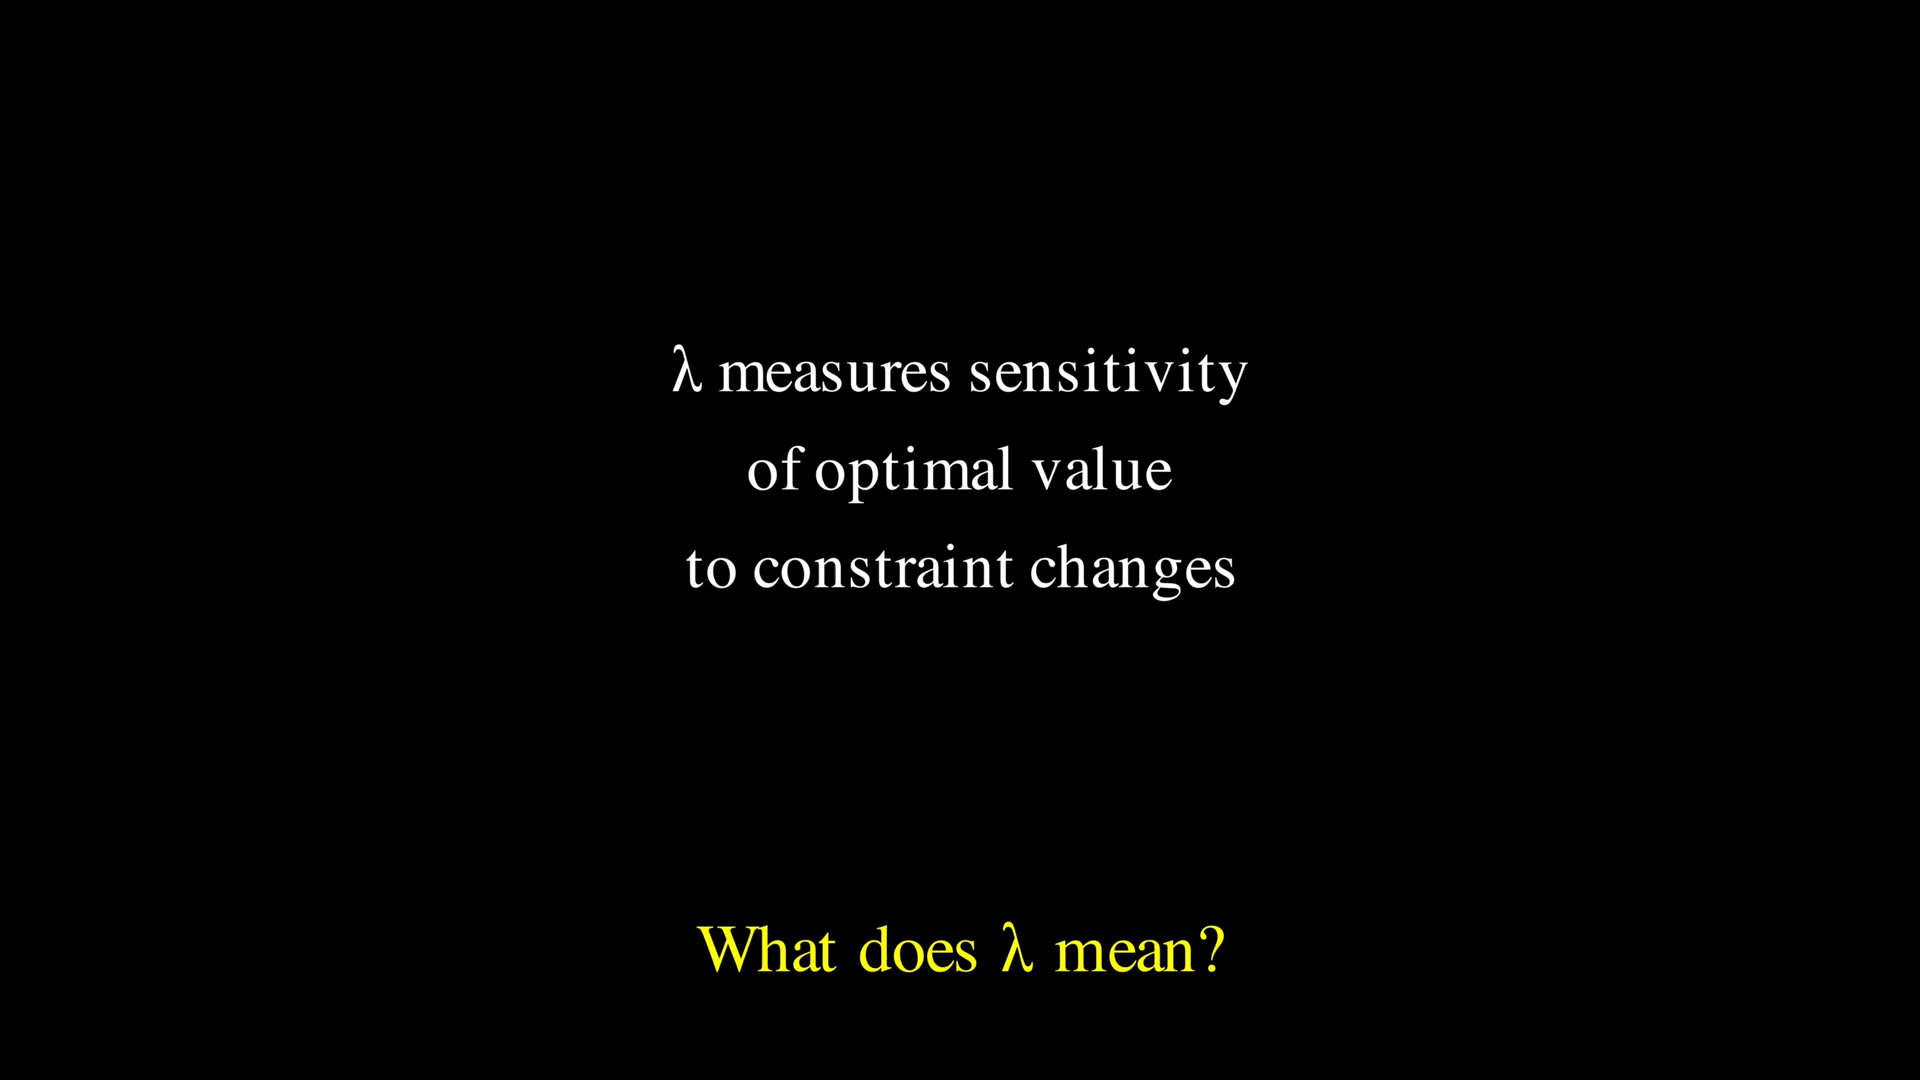 λ measures sensitivity
of optimal value
to constraint changes
What does λ mean?